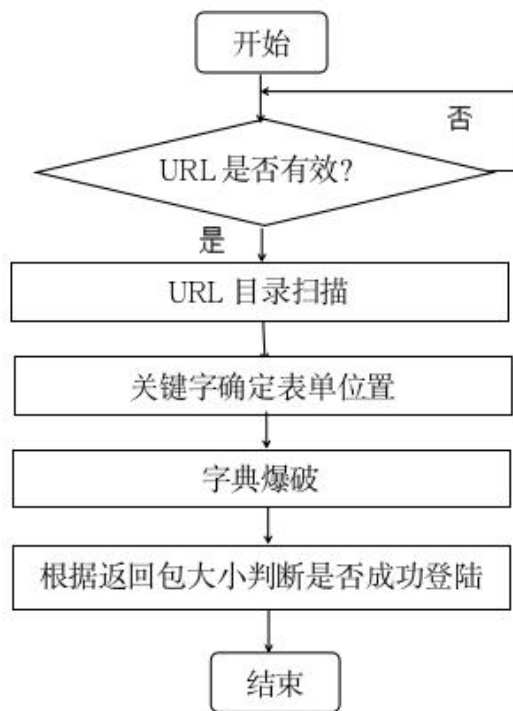 开始
否
URL 是否有效?
是
URL 目录扫描
关键字确定表单位置
字典爆破
根据返回包大小判断是否成功登陆
结束